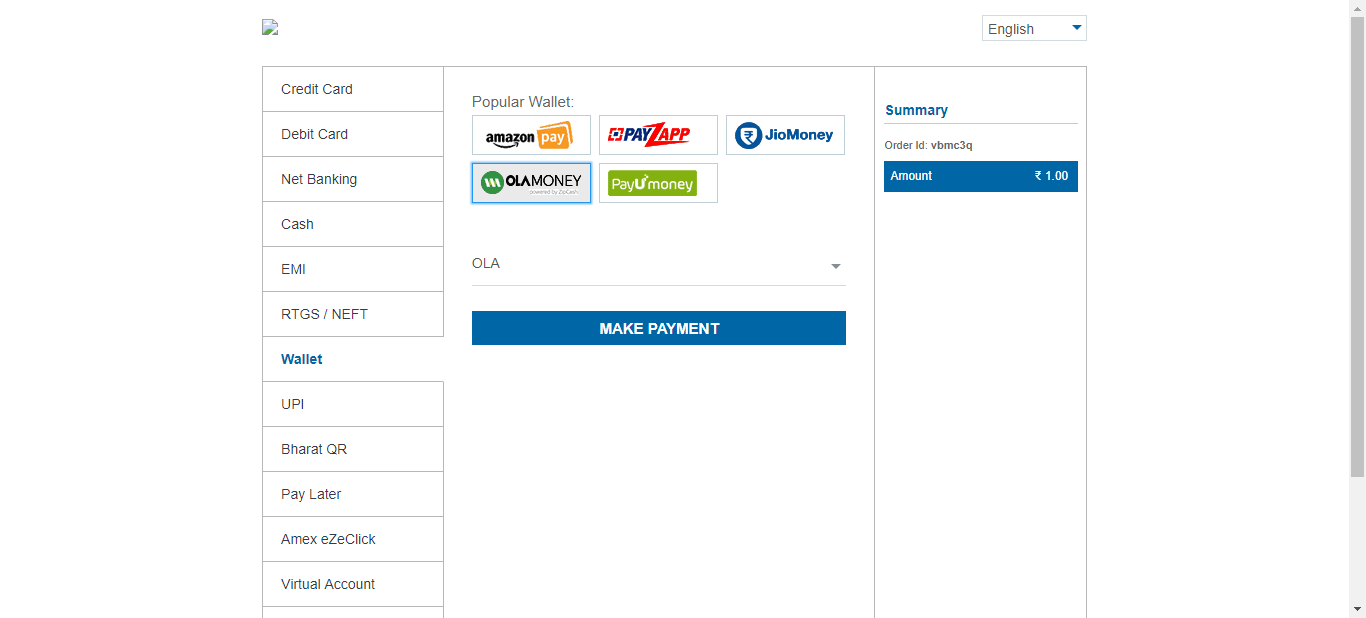 English
Credit Card
Debit Card
Net Banking
Cash
EMI
RTGS / NEFT
Wallet
UPI
Bharat QR
Pay Later
Amex eZeClick
Virtual Account
Popular Wallet:
amazon pay
PAYZAPP
JioMoney
OLAMONEY
powered by ZipCash
PayUmoney
OLA
MAKE PAYMENT
Summary
Order Id: vbmc3q
Amount ₹ 1.00